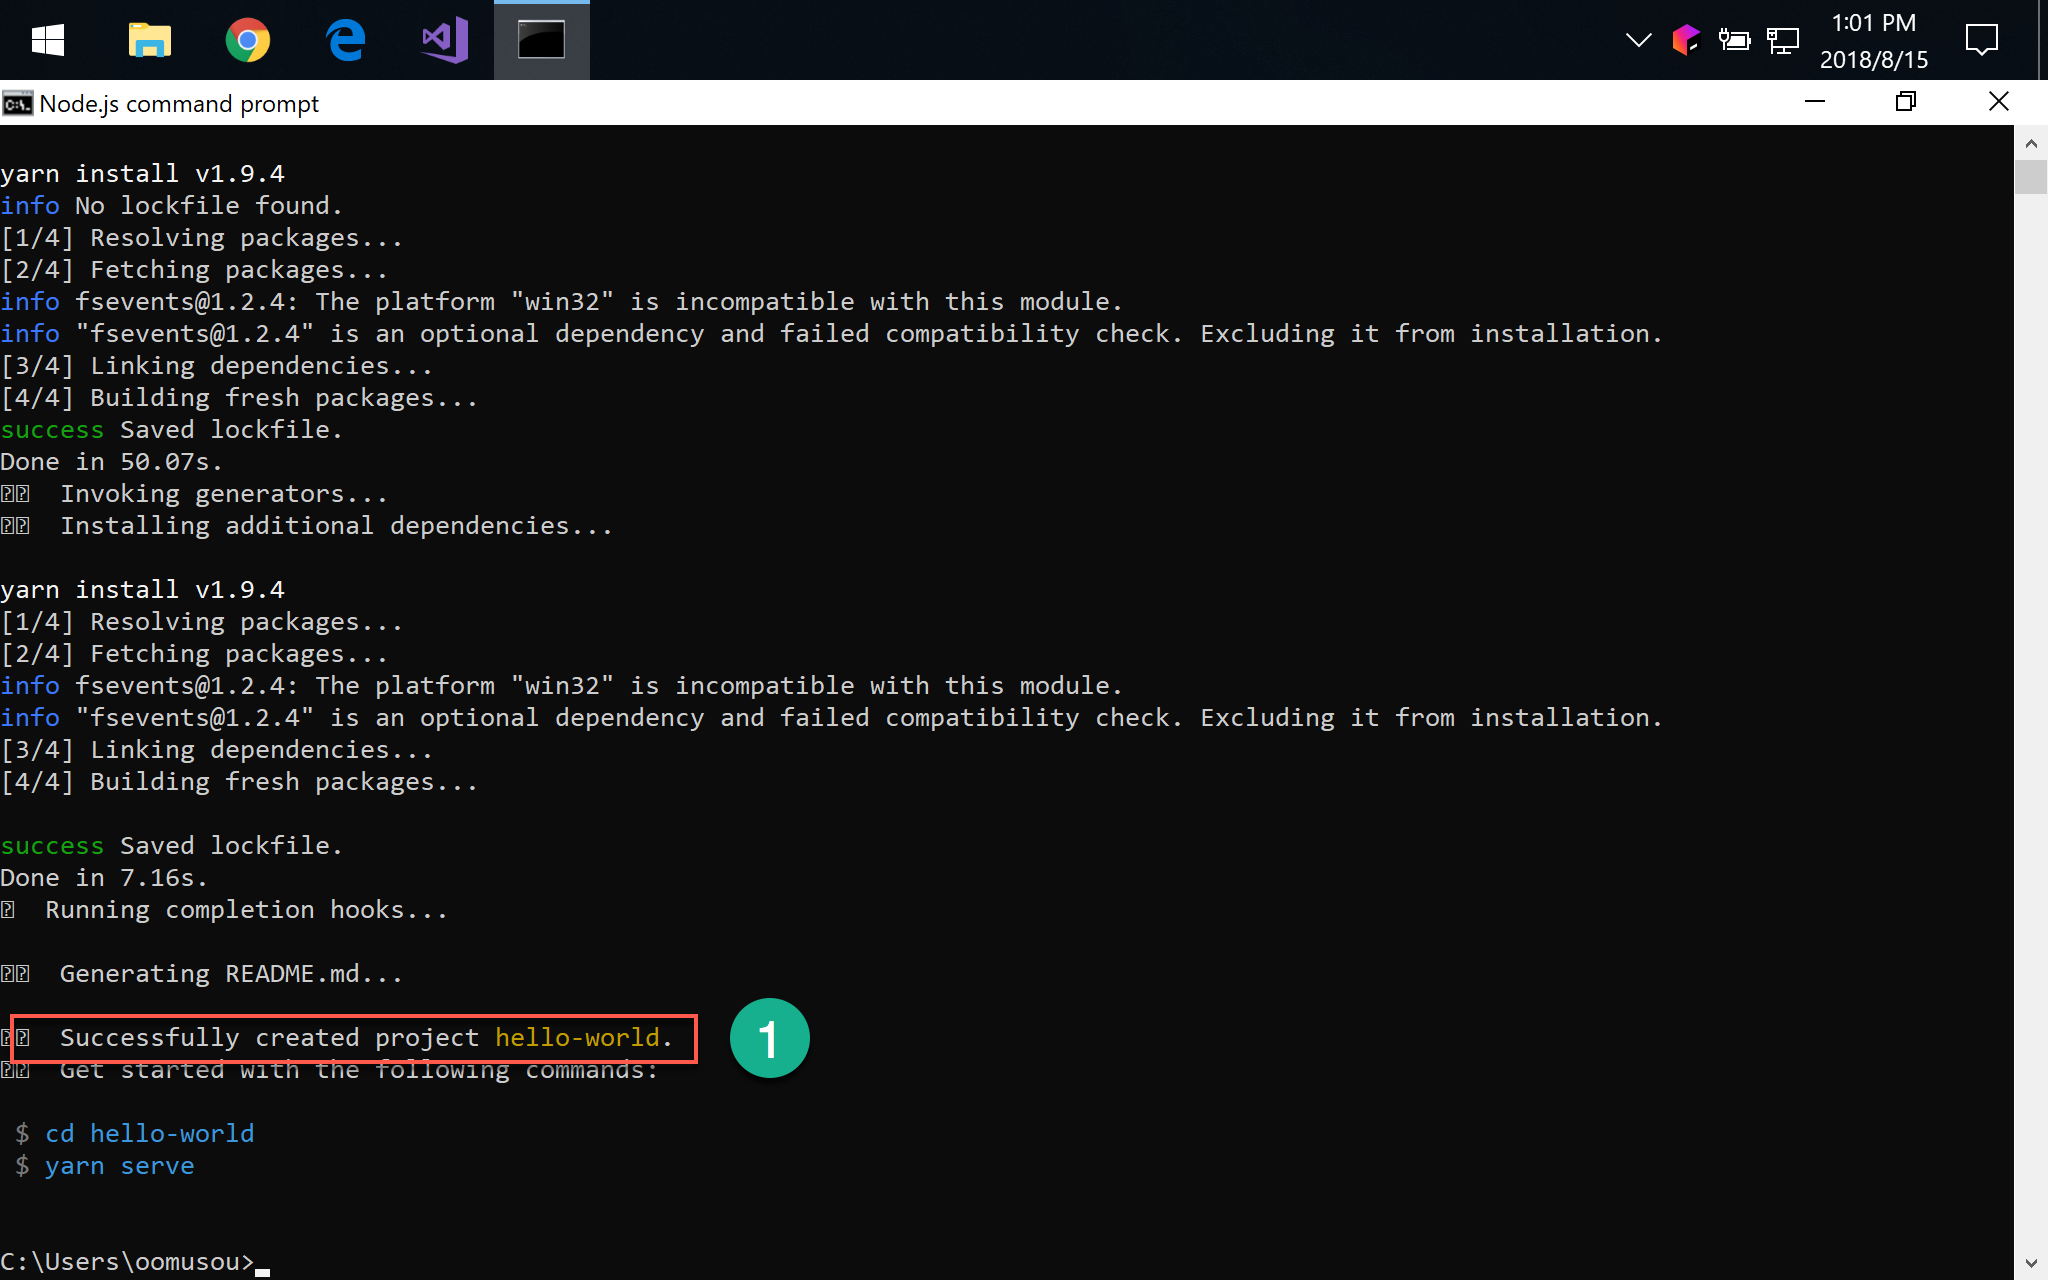 1:01 PM
2018/8/15
Node.js command prompt
yarn install v1.9.4
info No lockfile found.
[1/4] Resolving packages...
[2/4] Fetching packages...
info fsevents@1.2.4: The platform "win32" is incompatible with this module.
info "fsevents@1.2.4" is an optional dependency and failed compatibility check. Excluding it from installation.
[3/4] Linking dependencies...
[4/4] Building fresh packages...
success Saved lockfile.
Done in 50.07s.
Invoking generators...
Installing additional dependencies...
yarn install v1.9.4
[1/4] Resolving packages...
[2/4] Fetching packages...
info fsevents@1.2.4: The platform "win32" is incompatible with this module.
info "fsevents@1.2.4" is an optional dependency and failed compatibility check. Excluding it from installation.
[3/4] Linking dependencies...
[4/4] Building fresh packages...
success Saved lockfile.
Done in 7.16s.
Running completion hooks...
Generating README.md...
Successfully created project hello-world.
1
Get started with the following commands:
$ cd hello-world
$ yarn serve
C:\Users\oomusou>